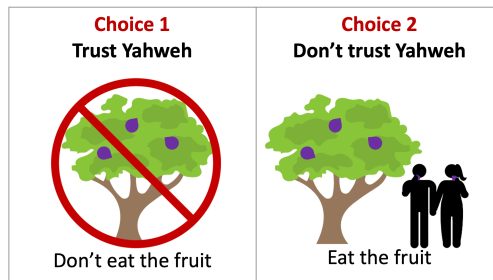 Choice 1
Trust Yahweh
Don't eat the fruit
Choice 2
Don't trust Yahweh
Eat the fruit